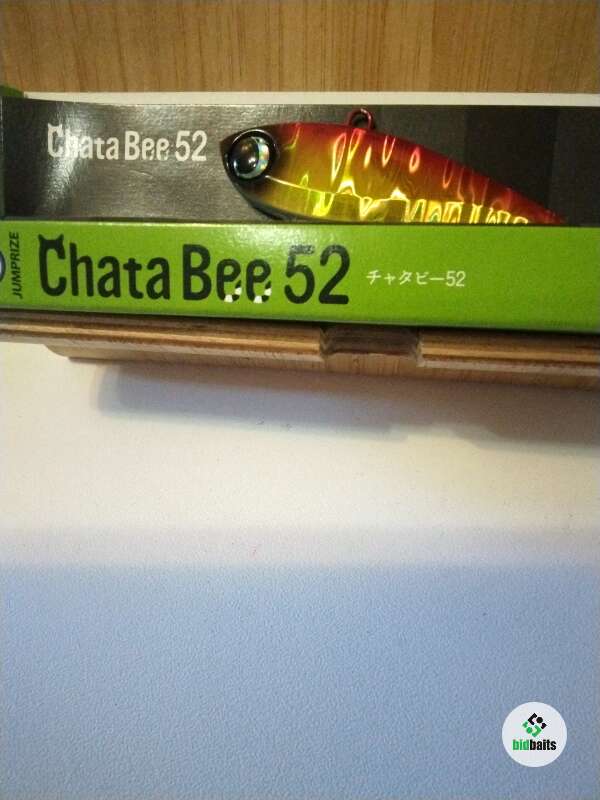 Chata Bee 52
JUMPRIZE
Chata Bee 52
チャタビー52
bidbaits